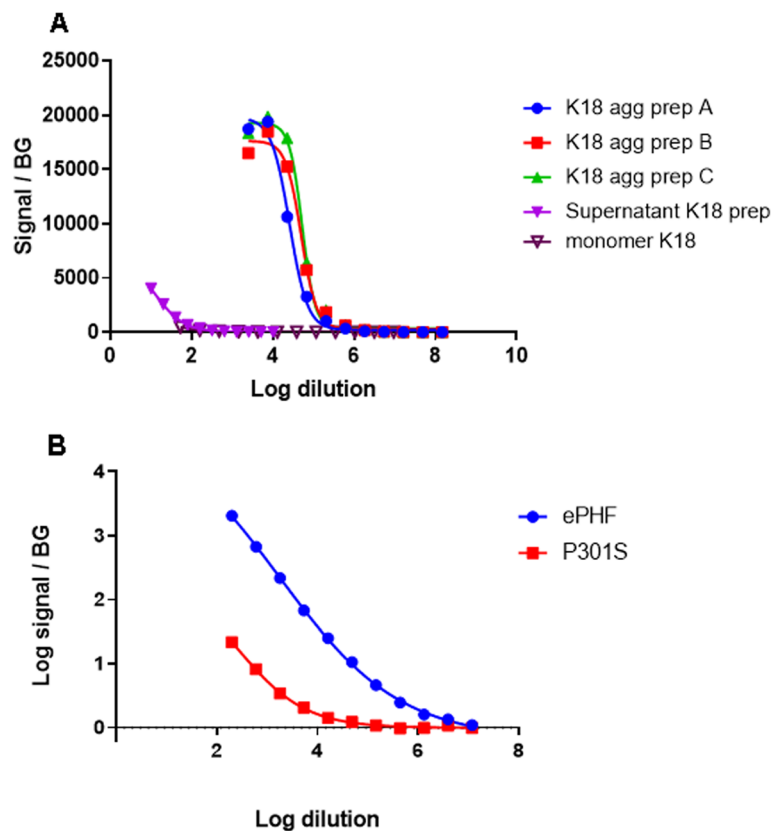 A
Signal / BG
25000
20000
15000
10000
5000
0
0 2 4 6 8 10
Log dilution
K18 agg prep A
K18 agg prep B
K18 agg prep C
Supernatant K18 prep
monomer K18
B
Log signal / BG
4
3
2
1
0
2 4 6 8
Log dilution
ePHF
P301S